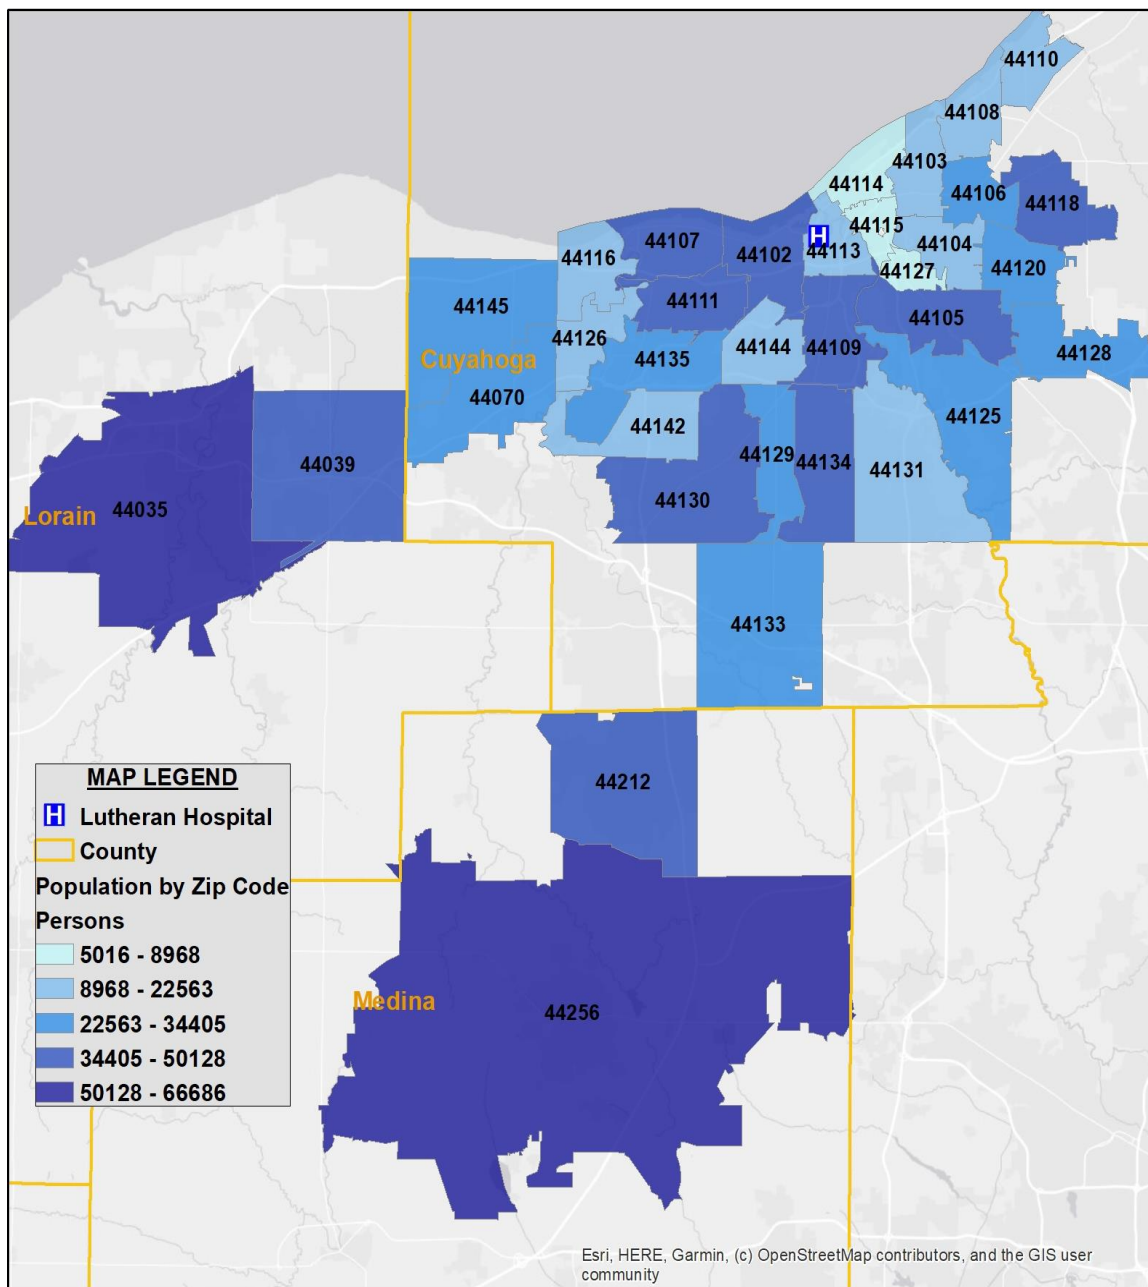 44110
44108
44103
44114
44106
44118
44115
44107
44102
H
44113
44104
44116
44127
44120
44145
44111
44105
44126
44144
44109
44128
Cuyahoga
44135
44070
44142
44125
44129
44039
44134
44131
44130
44035
Lorain
44133
44212
MAP LEGEND
H Lutheran Hospital
County
Population by Zip Code
Persons
5016 - 8968
8968 - 22563
22563 - 34405
34405 - 50128
50128 - 66686
Medina
44256
Esri, HERE, Garmin, (c) OpenStreetMap contributors, and the GIS user
community